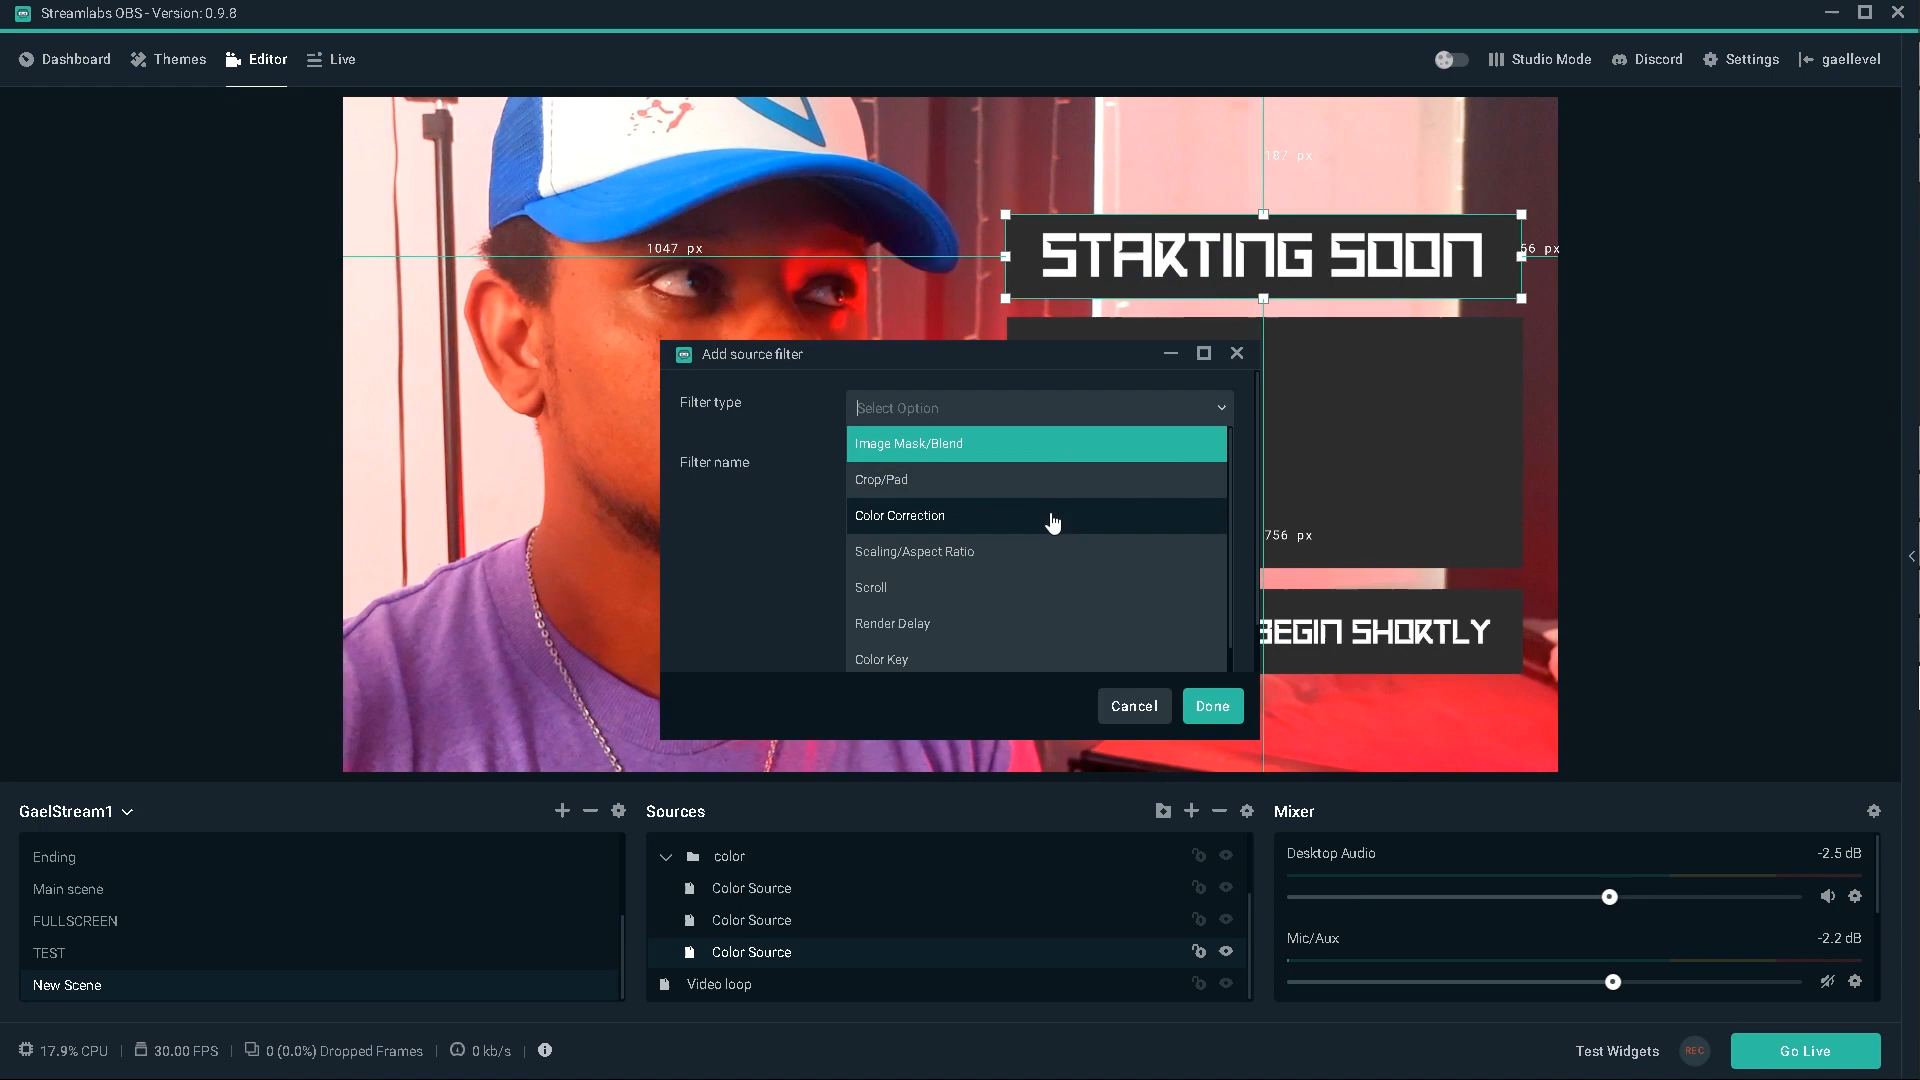 Streamlabs OBS - Version: 0.9.8
Dashboard
Themes
Editor
Live
Studio Mode
Discord
Settings
gaellevel
187 px
1047 px
STARTING SOON
56 px
Add source filter
Filter type
Select Option
Image Mask/Blend
Filter name
Crop/Pad
Color Correction
756 px
Scaling/Aspect Ratio
Scroll
Render Delay
BEGIN SHORTLY
Color Key
Cancel
Done
GaelStream1
Ending
Main scene
FULLSCREEN
TEST
New Scene
Sources
color
Color Source
Color Source
Color Source
Video loop
Mixer
Desktop Audio
-2.5 dB
Mic/Aux
-2.2 dB
17.9% CPU
30.00 FPS
0 (0.0%) Dropped Frames
0 kb/s
Test Widgets
REC
Go Live